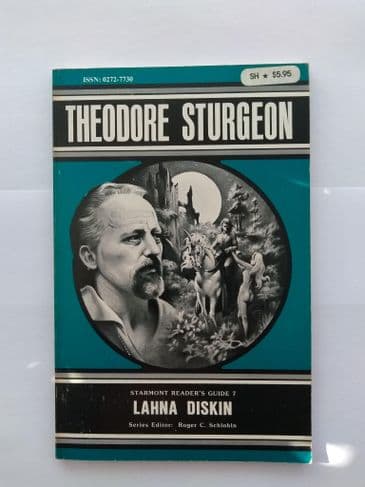 ISSN: 0272-7730
SH ★ $5.95
THEODORE STURGEON
STARMONT READER'S GUIDE 7
LAHNA DISKIN
Series Editor: Roger C. Schlobin